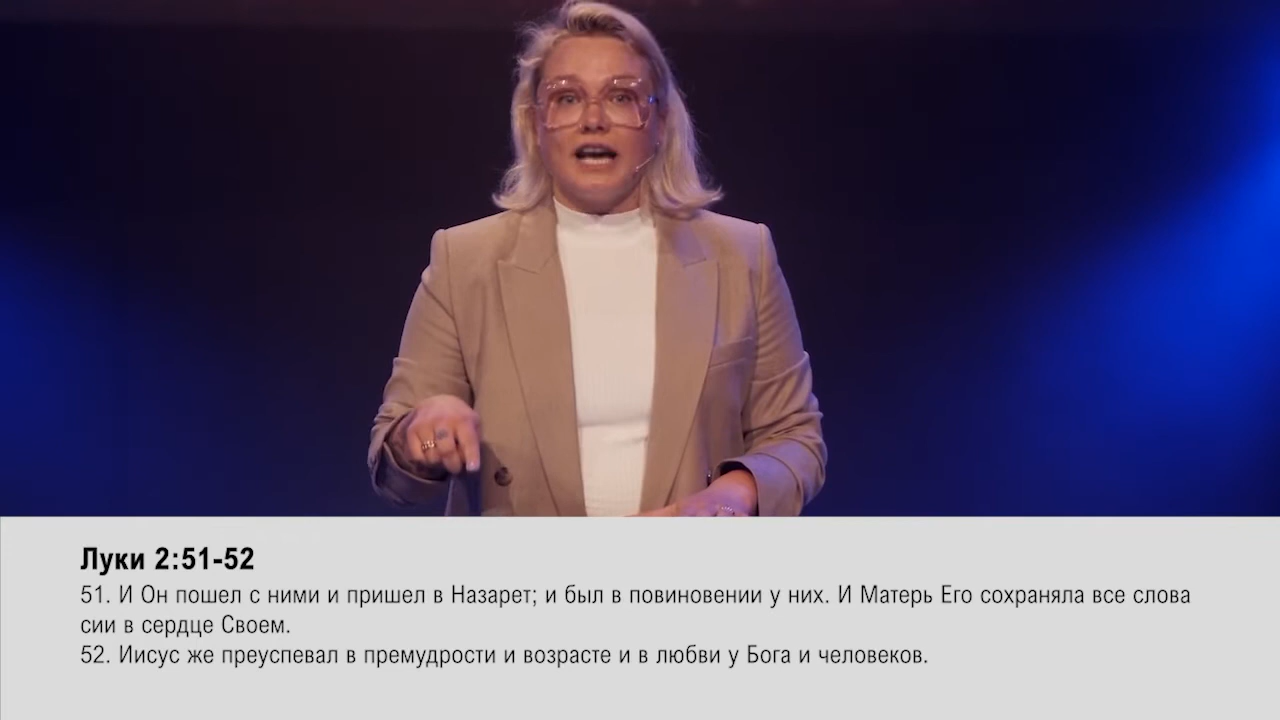 Луки 2:51-52
51. И Он пошел с ними и пришел в Назарет; и был в повиновении у них. И Матерь Его сохраняла все слова
сии в сердце Своем.
52. Иисус же преуспевал в премудрости и возрасте и в любви у Бога и человеков.